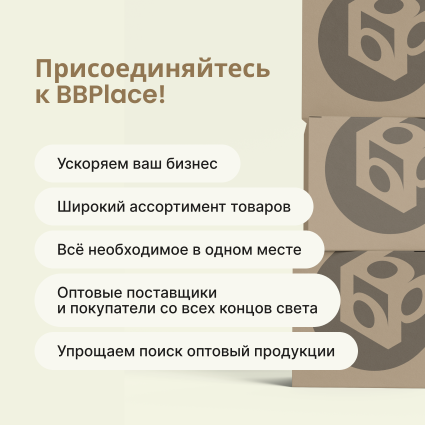 Присоединяйтесь
к BBPlace!
Ускоряем ваш бизнес
Широкий ассортимент товаров
Всё необходимое в одном месте
Оптовые поставщики
и покупатели со всех концов света
Упрощаем поиск оптовый продукции